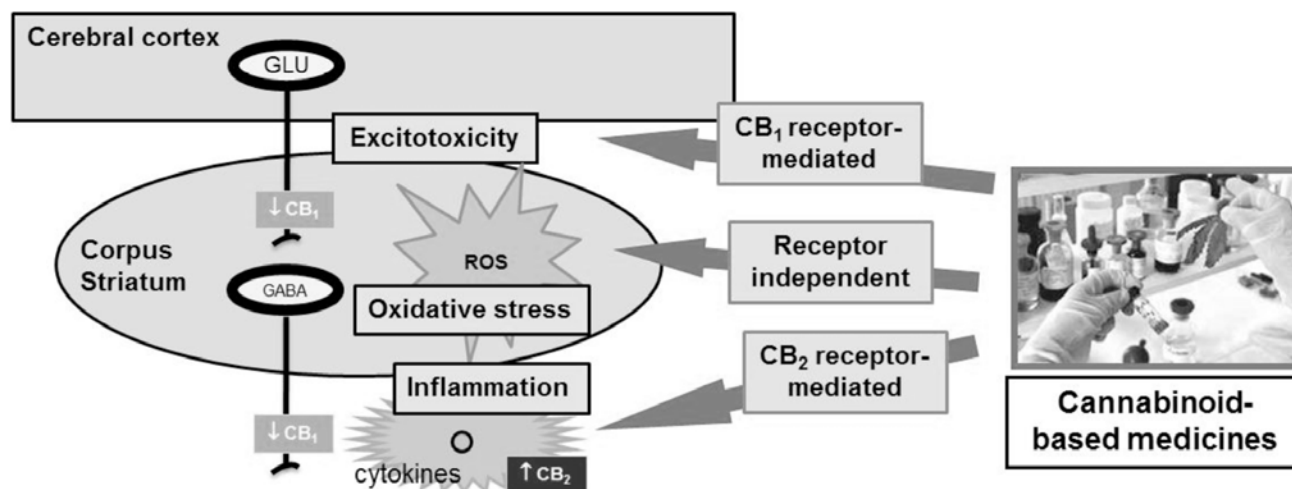 Cerebral cortex
GLU
Excitotoxicity
↓CB₁
Corpus
Striatum
GABA
ROS
Oxidative stress
Inflammation
↓CB₁
cytokines
↑CB₂
CB₁ receptor-
mediated
Receptor
independent
CB₂ receptor-
mediated
Cannabinoid-
based medicines